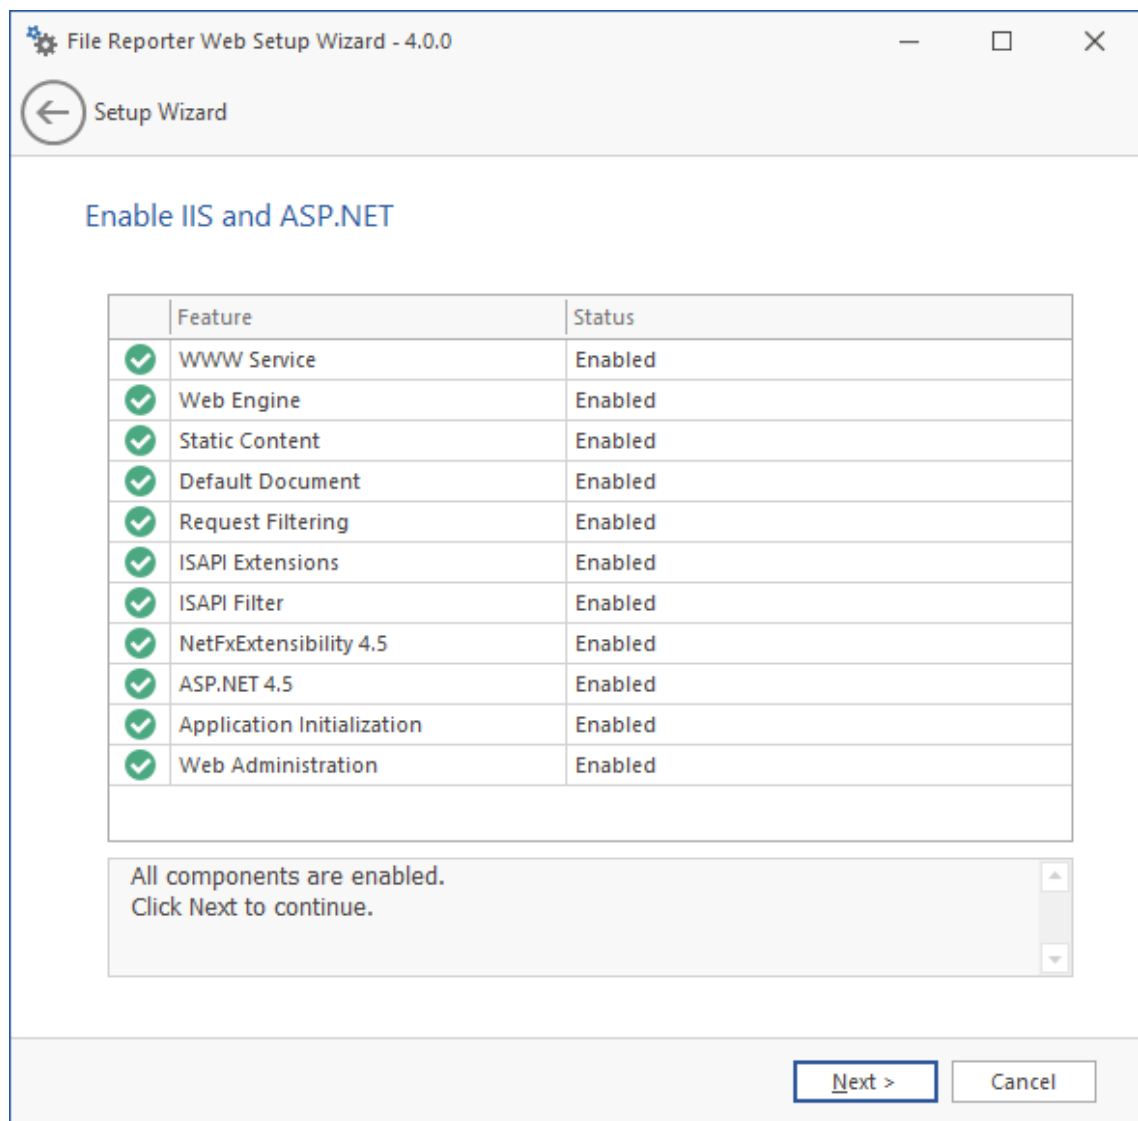 File Reporter Web Setup Wizard - 4.0.0
Setup Wizard
Enable IIS and ASP.NET
Feature Status
WWW Service Enabled
Web Engine Enabled
Static Content Enabled
Default Document Enabled
Request Filtering Enabled
ISAPI Extensions Enabled
ISAPI Filter Enabled
NetFxExtensibility 4.5 Enabled
ASP.NET 4.5 Enabled
Application Initialization Enabled
Web Administration Enabled
All components are enabled.
Click Next to continue.
Next > Cancel